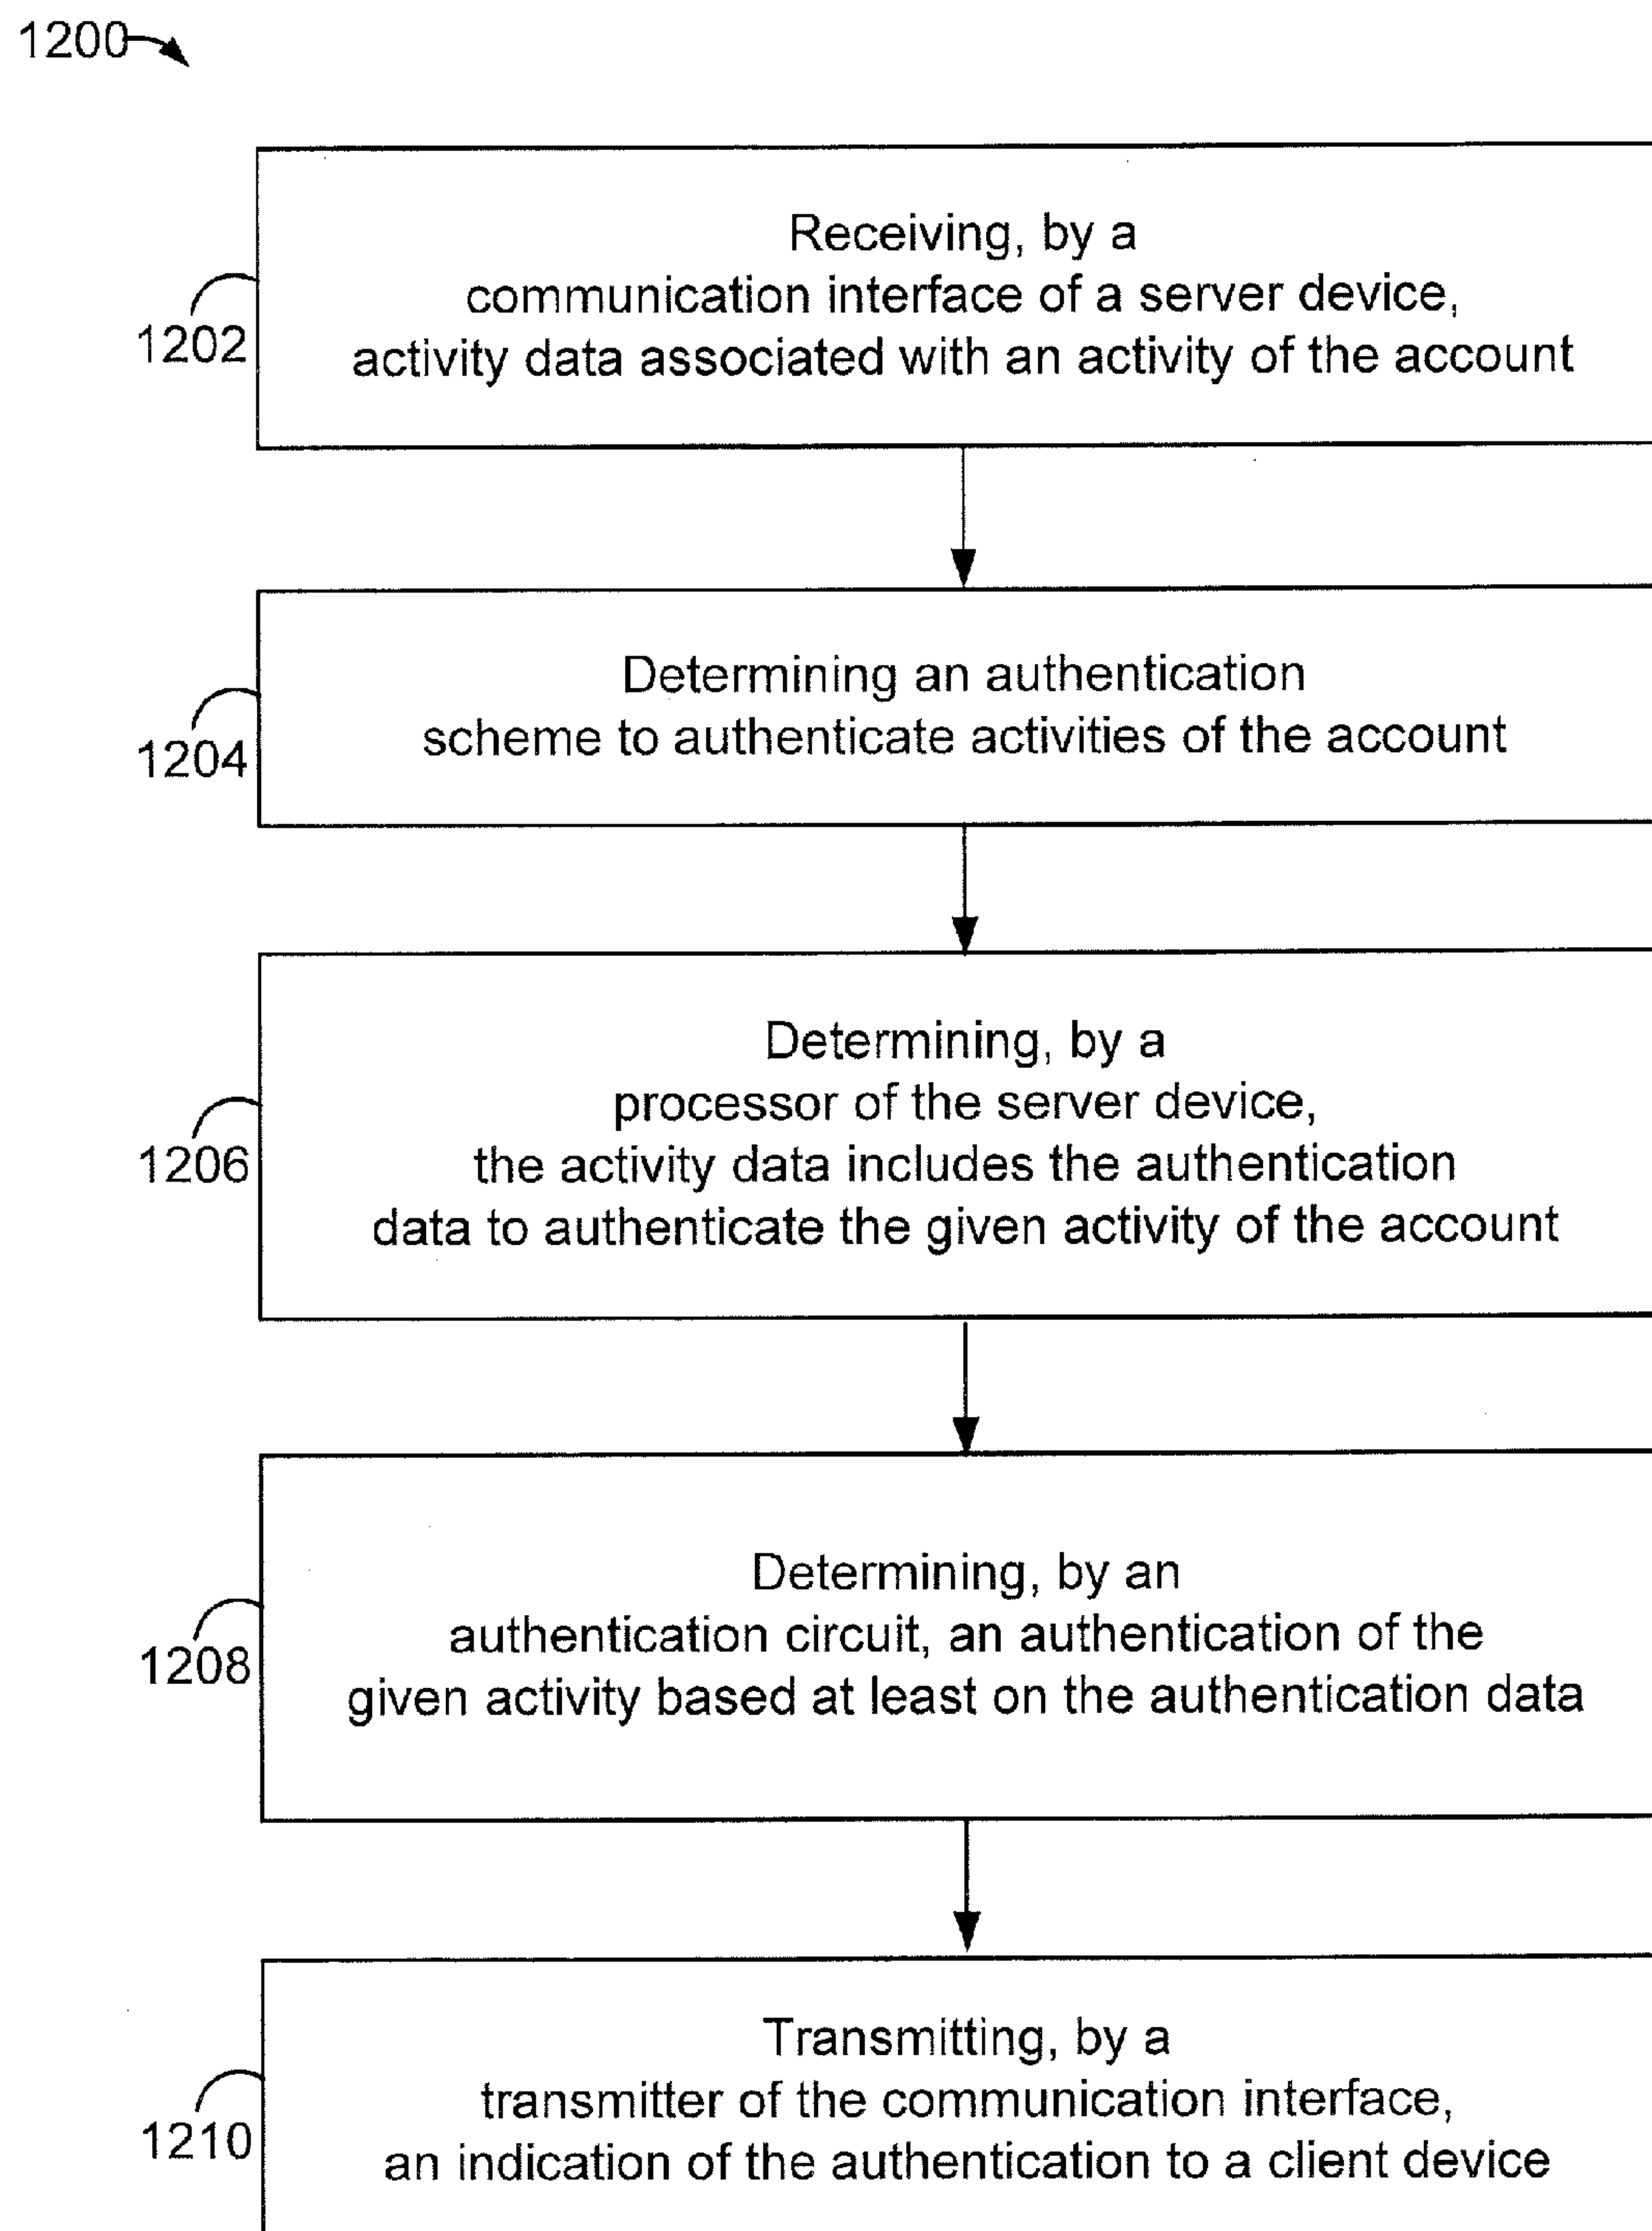 1200
Receiving, by a
communication interface of a server device,
activity data associated with an activity of the account
1202
Determining an authentication
scheme to authenticate activities of the account
1204
Determining, by a
processor of the server device,
the activity data includes the authentication
data to authenticate the given activity of the account
1206
Determining, by an
authentication circuit, an authentication of the
given activity based at least on the authentication data
1208
Transmitting, by a
transmitter of the communication interface,
an indication of the authentication to a client device
1210